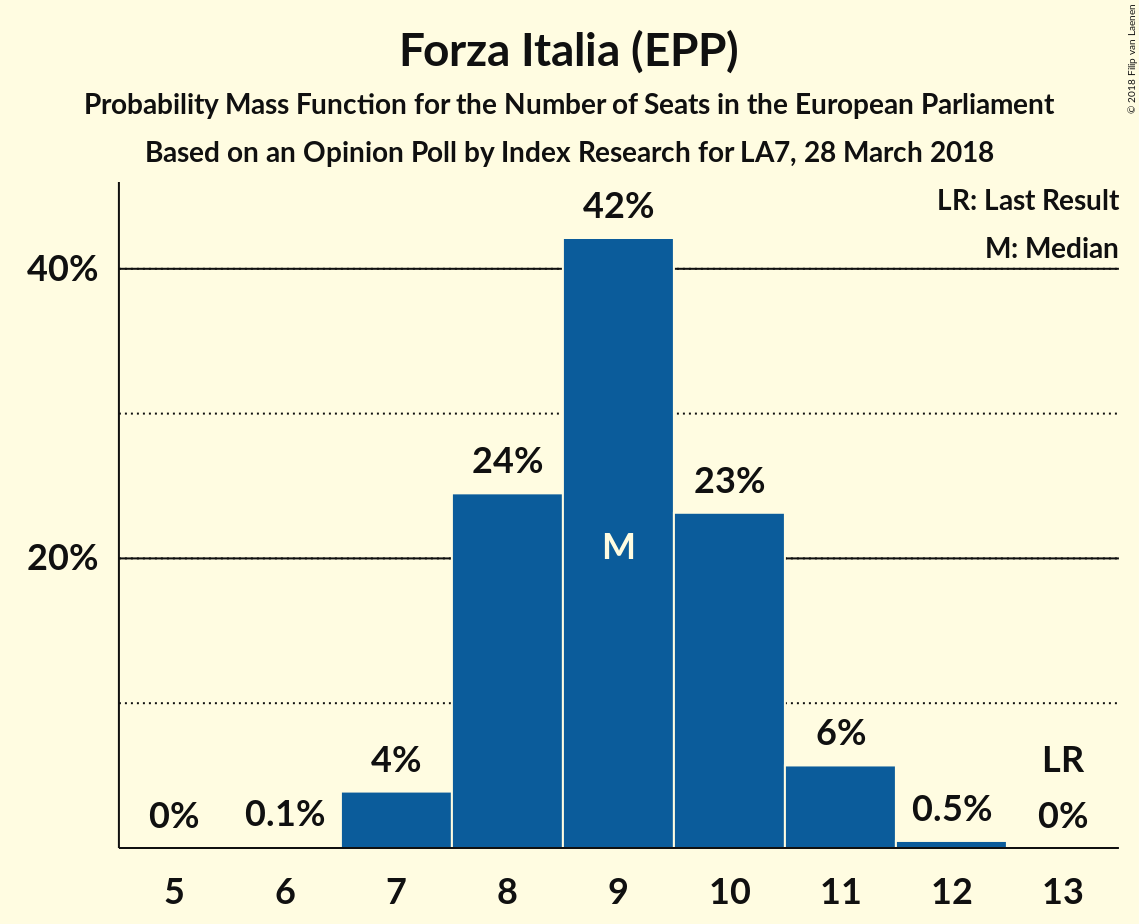 Forza Italia (EPP)
Probability Mass Function for the Number of Seats in the European Parliament
Based on an Opinion Poll by Index Research for LA7, 28 March 2018
© 2018 Filip van Laenen
LR: Last Result
M: Median
40%
20%
0%
0.1%
4%
24%
42%
M
23%
6%
0.5%
LR
0%
5 6 7 8 9 10 11 12 13